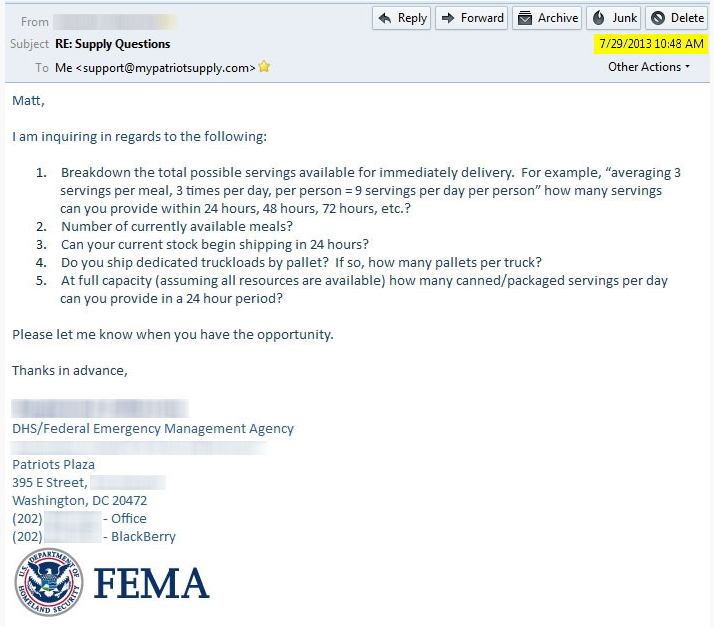 From
Reply
Forward
Archive
Junk
Delete
Subject RE: Supply Questions
7/29/2013 10:48 AM
To Me <support@mypatriotsupply.com>
Other Actions
Matt,
I am inquiring in regards to the following:
1. Breakdown the total possible servings available for immediately delivery. For example, “averaging 3
servings per meal, 3 times per day, per person = 9 servings per day per person” how many servings
can you provide within 24 hours, 48 hours, 72 hours, etc.?
2. Number of currently available meals?
3. Can your current stock begin shipping in 24 hours?
4. Do you ship dedicated truckloads by pallet? If so, how many pallets per truck?
5. At full capacity (assuming all resources are available) how many canned/packaged servings per day
can you provide in a 24 hour period?
Please let me know when you have the opportunity.
Thanks in advance,
DHS/Federal Emergency Management Agency
Patriots Plaza
395 E Street,
Washington, DC 20472
(202) - Office
(202) - BlackBerry
U.S. DEPARTMENT OF
HOMELAND SECURITY
FEMA